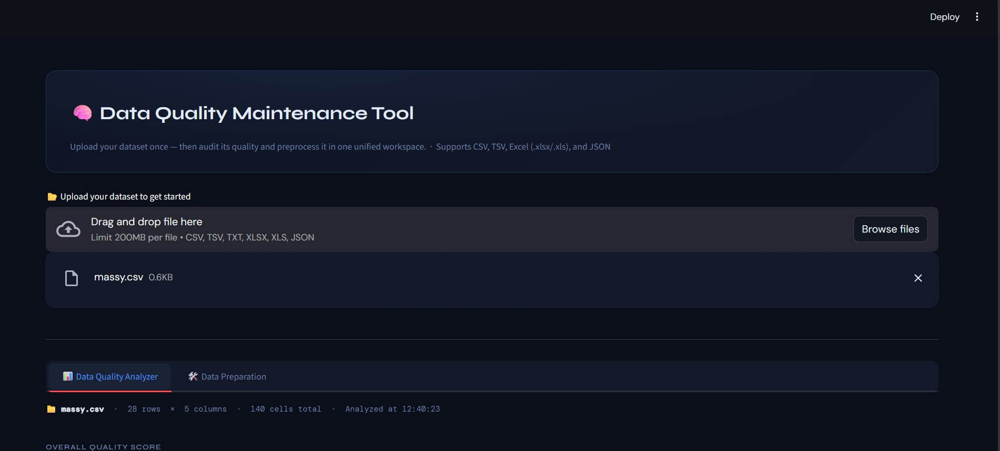 Deploy
Data Quality Maintenance Tool
Upload your dataset once — then audit its quality and preprocess it in one unified workspace. · Supports CSV, TSV, Excel (.xlsx/.xls), and JSON
Upload your dataset to get started
Drag and drop file here
Limit 200MB per file • CSV, TSV, TXT, XLSX, XLS, JSON
Browse files
massy.csv 0.6KB
Data Quality Analyzer
Data Preparation
massy.csv · 28 rows × 5 columns · 140 cells total · Analyzed at 12:40:23
OVERALL QUALITY SCORE